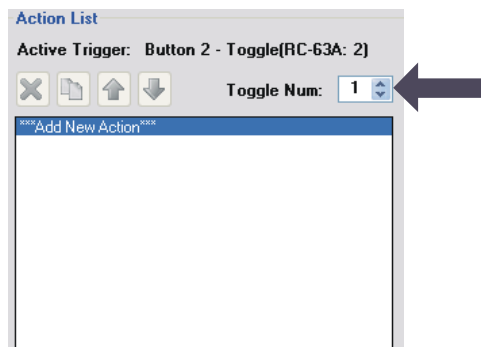 Action List
Active Trigger: Button 2 - Toggle(RC-63A: 2)
Toggle Num: 1
***Add New Action***